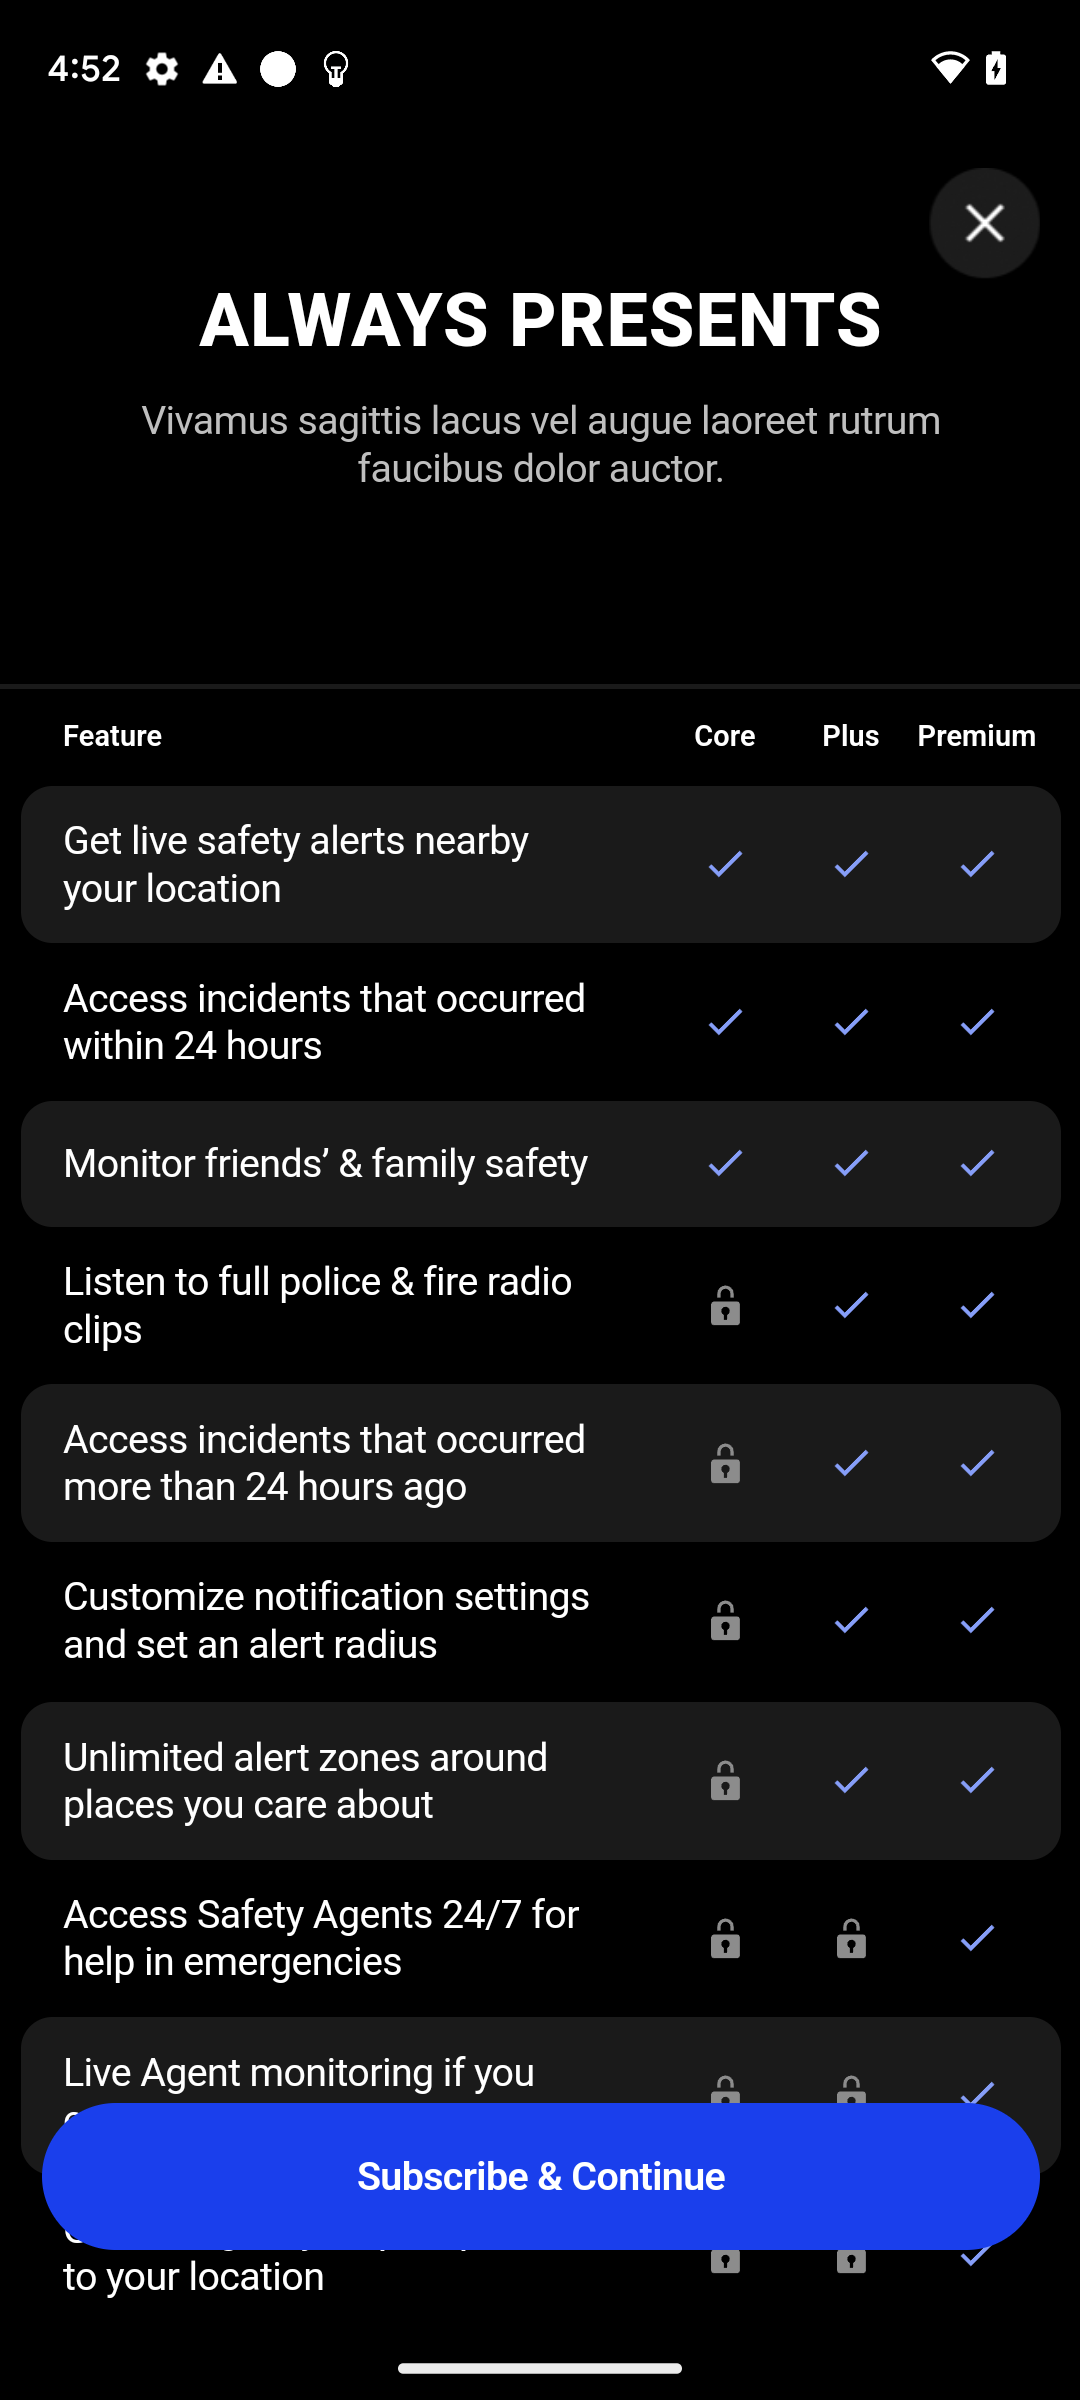 4:52
ALWAYS PRESENTS
Vivamus sagittis lacus vel augue laoreet rutrum
faucibus dolor auctor.
Feature Core Plus Premium
Get live safety alerts nearby
your location
Access incidents that occurred
within 24 hours
Monitor friends’ & family safety
Listen to full police & fire radio
clips
Access incidents that occurred
more than 24 hours ago
Customize notification settings
and set an alert radius
Unlimited alert zones around
places you care about
Access Safety Agents 24/7 for
help in emergencies
Live Agent monitoring if you
Subscribe & Continue
to your location